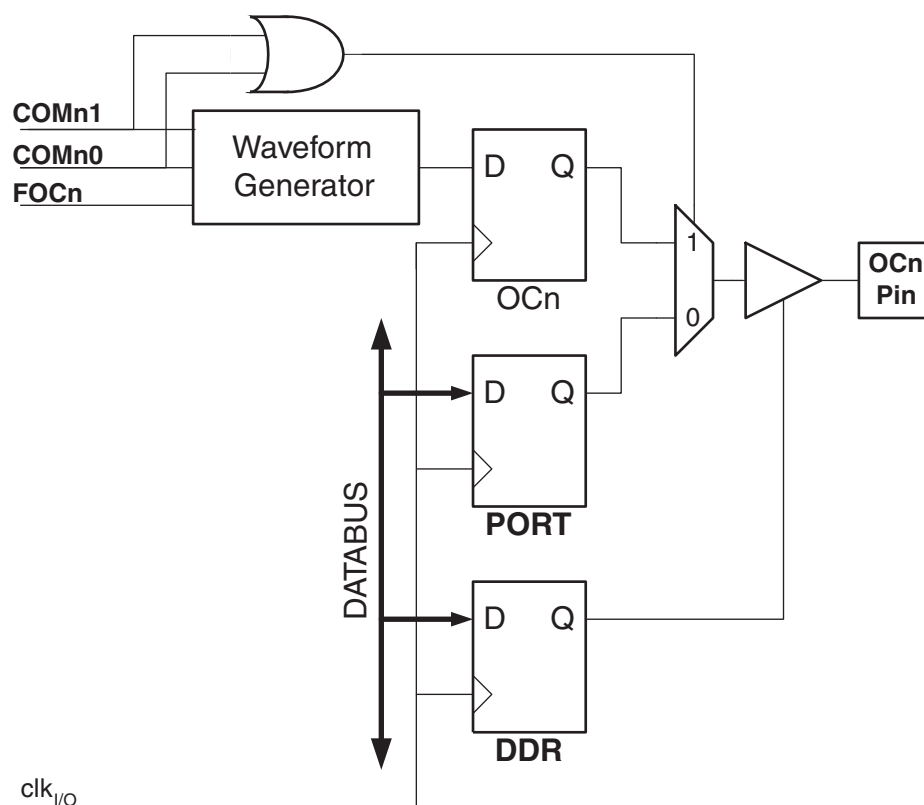 COMn1
COMn0
FOCn
Waveform
Generator
D Q
OCn
1
0
OCn
Pin
D Q
PORT
DATABUS
D Q
DDR
clkI/O